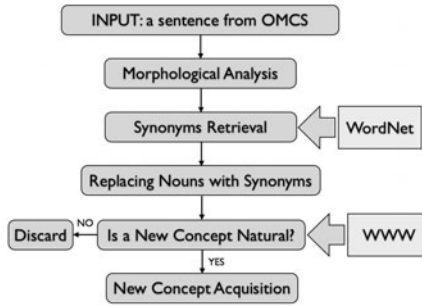 INPUT: a sentence from OMCS
Morphological Analysis
Synonyms Retrieval
WordNet
Replacing Nouns with Synonyms
Discard
NO
Is a New Concept Natural?
WWW
YES
New Concept Acquisition